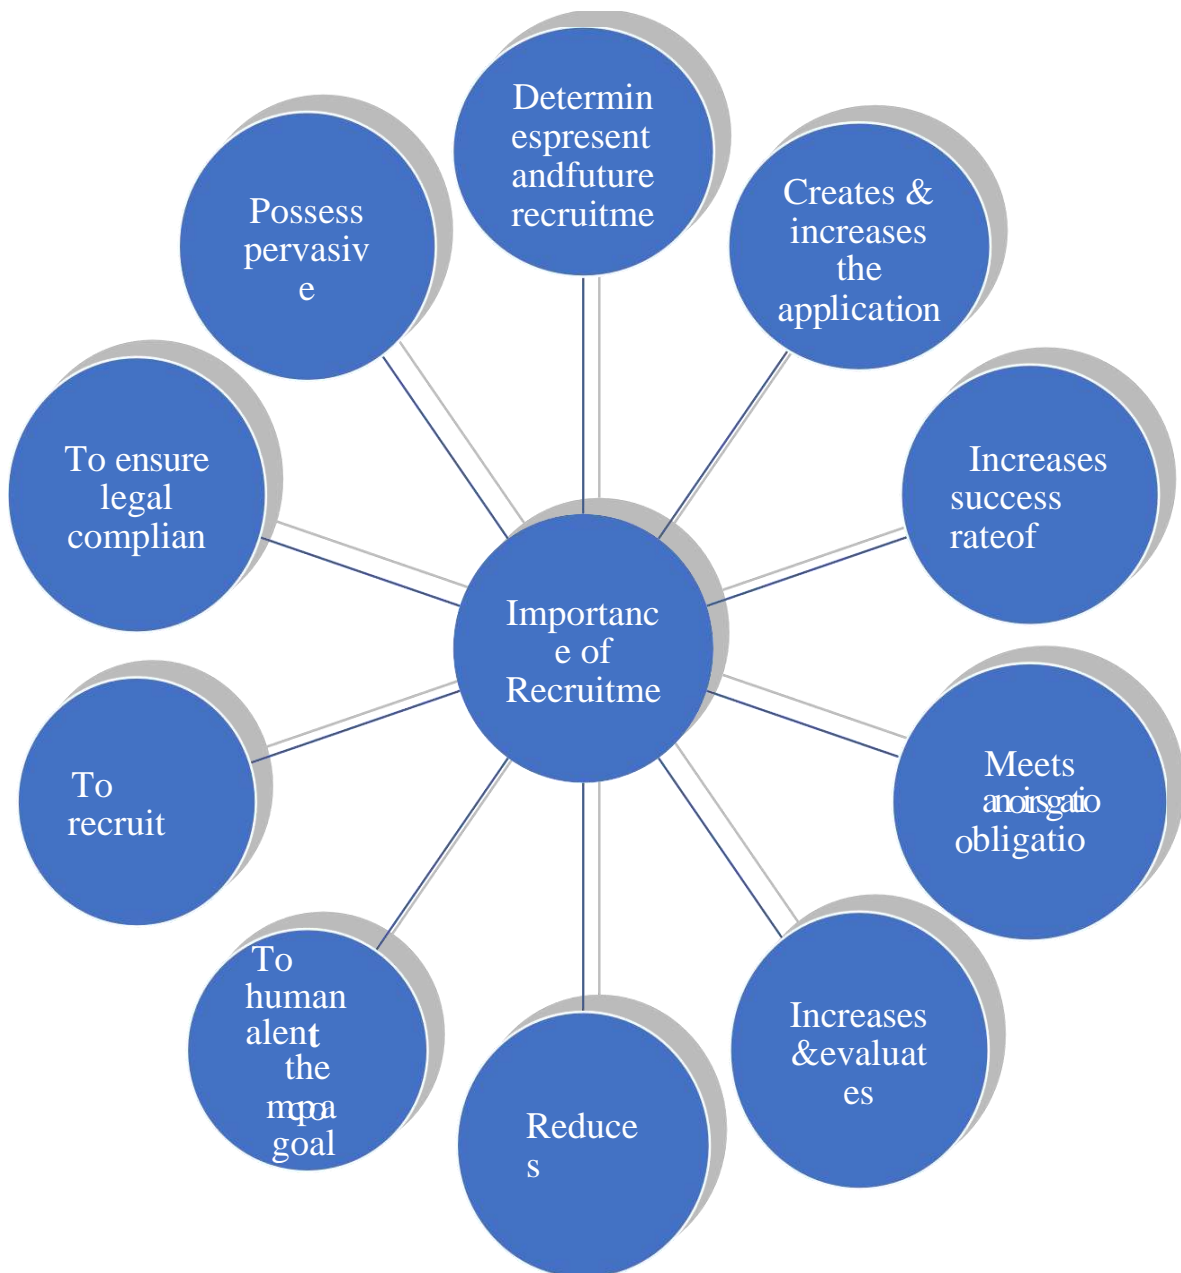 Determin
espresent
andfuture
recruitme
Creates &
increases
the
application
Increases
success
rateof
Meets
obligatio
Increases
&evaluat
es
Reduce
s
To
human
alent
the
goal
To
recruit
To ensure
legal
complian
Possess
pervasiv
e
Importanc
e of
Recruitme